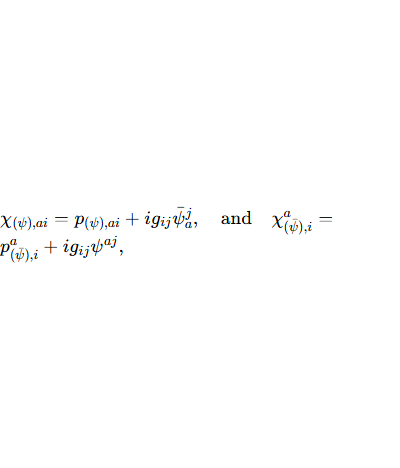 χ_{(ψ),ai} = p_{(ψ),ai} + ig_{ij}ψ̄^j_a, and χ^a_{(ψ̄),i} =
p^a_{(ψ̄),i} + ig_{ij}ψ^{aj},